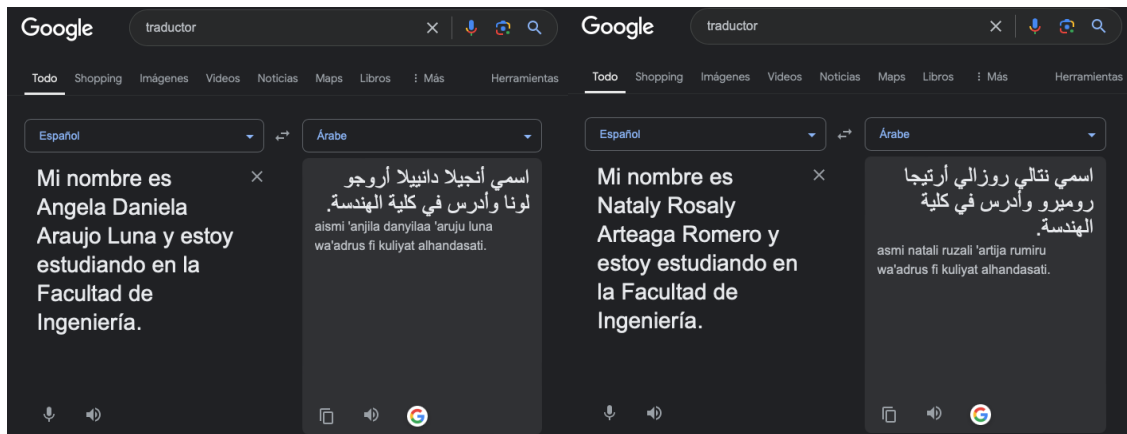 Google
traductor
Todo Shopping Imágenes Videos Noticias Maps Libros Más Herramientas
Español
Árabe
Mi nombre es
Angela Daniela
Araujo Luna y estoy
estudiando en la
Facultad de
Ingeniería.
اسمي أنجيلا دانييلا أروجو
لونا وأدرس في كلية الهندسة.
aismi 'anjila danyilaa 'aruju luna
wa'adrus fi kuliyat alhandasati.
Google
traductor
Todo Shopping Imágenes Videos Noticias Maps Libros Más Herramientas
Español
Árabe
Mi nombre es
Nataly Rosaly
Arteaga Romero y
estoy estudiando en
la Facultad de
Ingeniería.
اسمي نتالي روزالي أرتيجا
روميرو وأدرس في كلية
الهندسة.
asmi natali ruzali 'artija rumiru
wa'adrus fi kuliyat alhandasati.